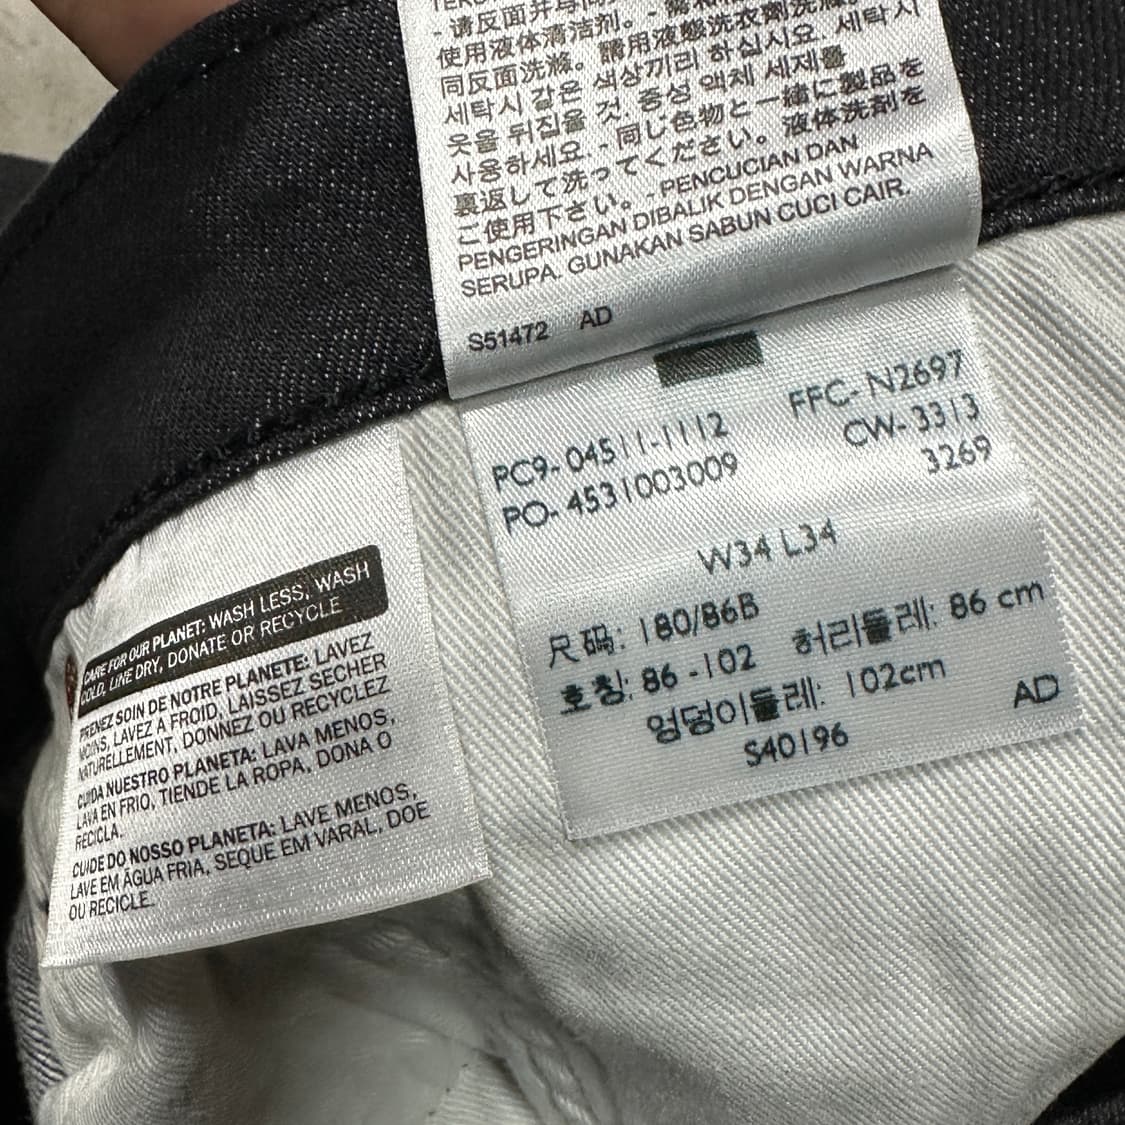 - 请反面并与同
使用液体清洁剂。-
同反面洗滌。請用液態洗衣劑洗滌。
세탁시 같은 색상끼리 하십시요. 세탁시
옷을 뒤집을 것. 중성 액체 세제를
사용하세요. - 同じ色物と一緒に製品を
裏返して洗ってください。液体洗剤を
ご使用下さい。- PENCUCIAN DAN
PENGERINGAN DIBALIK DENGAN WARNA
SERUPA. GUNAKAN SABUN CUCI CAIR.
S51472 AD
PC9-04511-1112 FFC-N2697
PO-4531003009 CW-3313
3269
W34 L34
尺码: 180/86B
호칭: 86 -102 허리둘레: 86 cm
엉덩이둘레: 102cm
S40196 AD
CARE FOR OUR PLANET: WASH LESS, WASH
COLD, LINE DRY, DONATE OR RECYCLE
PRENEZ SOIN DE NOTRE PLANETE: LAVEZ
MOINS, LAVEZ A FROID, LAISSEZ SECHER
NATURELLEMENT, DONNEZ OU RECYCLEZ
CUIDA NUESTRO PLANETA: LAVA MENOS,
LAVA EN FRIO, TIENDE LA ROPA, DONA O
RECICLA.
CUIDE DO NOSSO PLANETA: LAVE MENOS,
LAVE EM ÁGUA FRIA, SEQUE EM VARAL, DOE
OU RECICLE.